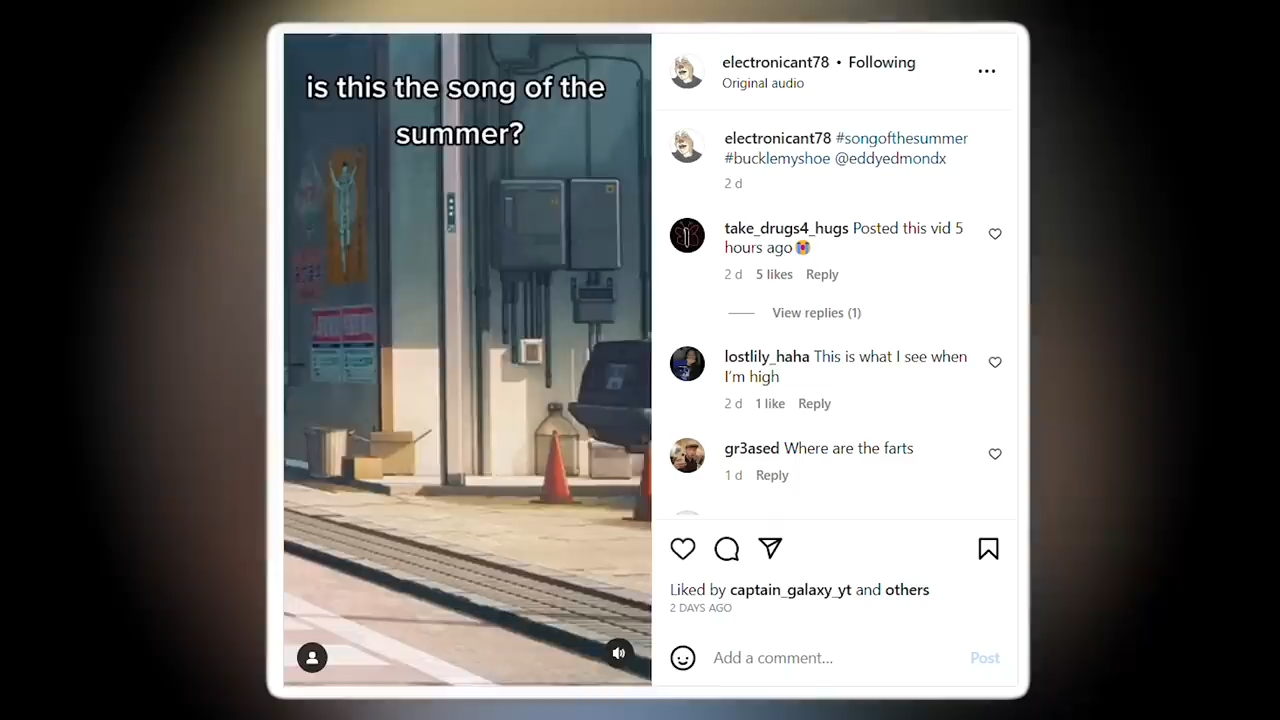 is this the song of the
summer?
electronicant78 • Following
Original audio
electronicant78 #songofthesummer
#bucklemyshoe @eddyedmondx
2 d
take_drugs4_hugs Posted this vid 5
hours ago😭
2 d 5 likes Reply
View replies (1)
lostlily_haha This is what I see when
I'm high
2 d 1 like Reply
gr3ased Where are the farts
1 d Reply
Liked by captain_galaxy_yt and others
2 DAYS AGO
Add a comment... Post